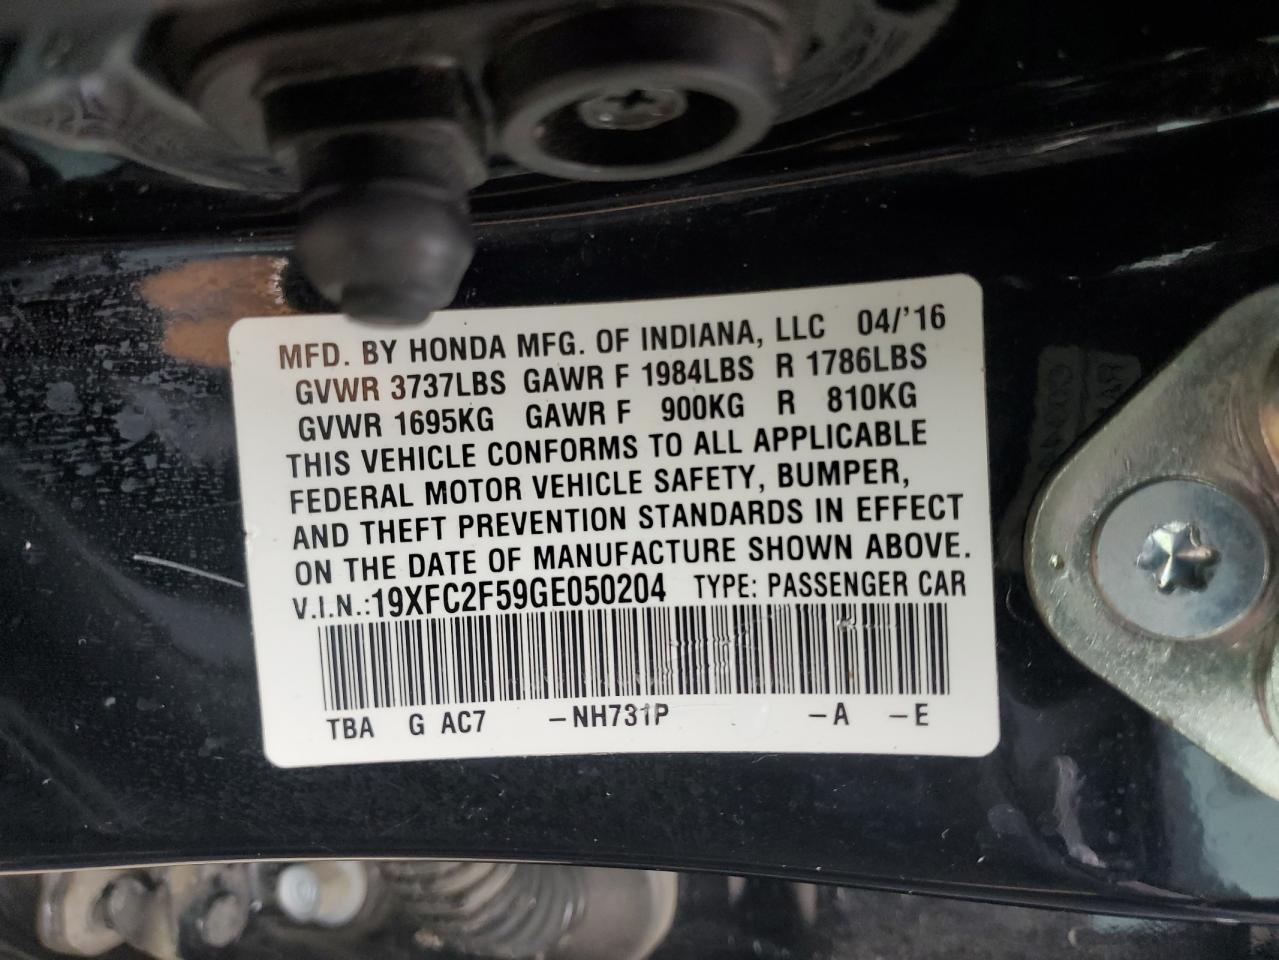 MFD. BY HONDA MFG. OF INDIANA, LLC 04/'16
GVWR 3737LBS GAWR F 1984LBS R 1786LBS
GVWR 1695KG GAWR F 900KG R 810KG
THIS VEHICLE CONFORMS TO ALL APPLICABLE
FEDERAL MOTOR VEHICLE SAFETY, BUMPER,
AND THEFT PREVENTION STANDARDS IN EFFECT
ON THE DATE OF MANUFACTURE SHOWN ABOVE.
V.I.N.:19XFC2F59GE050204 TYPE: PASSENGER CAR
TBA G AC7 –NH731P –A –E